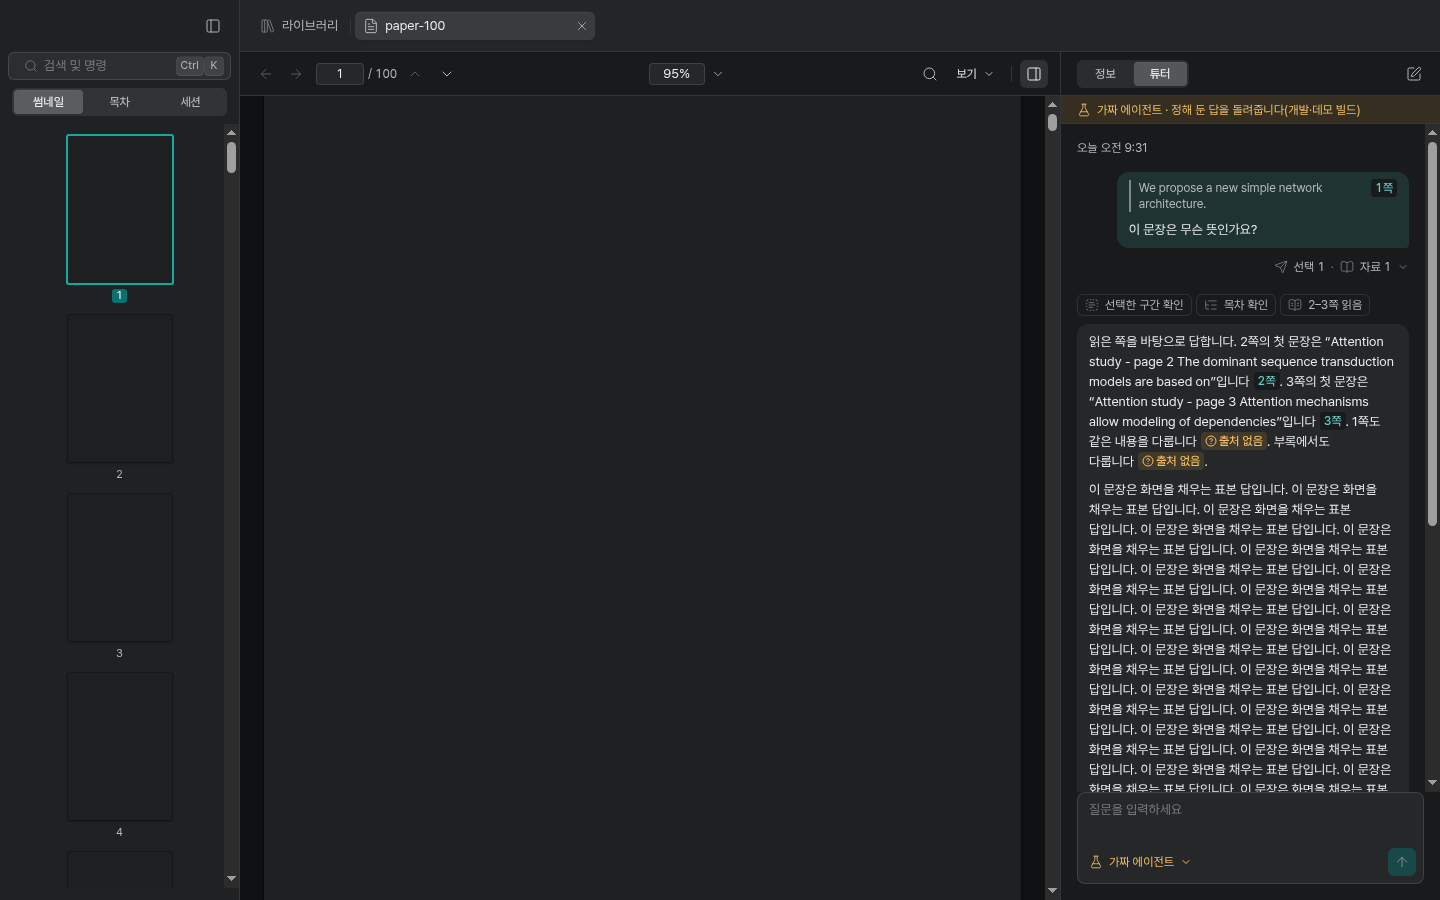 라이브러리
paper-100
검색 및 명령
Ctrl K
썸네일 목차 세션
1
2
3
4
1 / 100
95%
보기
정보 튜터
가짜 에이전트 · 정해 둔 답을 돌려줍니다(개발·데모 빌드)
오늘 오전 9:31
We propose a new simple network
architecture.
1쪽
이 문장은 무슨 뜻인가요?
선택 1 · 자료 1
선택한 구간 확인 목차 확인 2–3쪽 읽음
읽은 쪽을 바탕으로 답합니다. 2쪽의 첫 문장은 “Attention
study - page 2 The dominant sequence transduction
models are based on”입니다 2쪽. 3쪽의 첫 문장은
“Attention study - page 3 Attention mechanisms
allow modeling of dependencies”입니다 3쪽. 1쪽도
같은 내용을 다룹니다 출처 없음. 부록에서도
다룹니다 출처 없음.
이 문장은 화면을 채우는 표본 답입니다. 이 문장은 화면을
채우는 표본 답입니다. 이 문장은 화면을 채우는 표본
답입니다. 이 문장은 화면을 채우는 표본 답입니다. 이 문장은
화면을 채우는 표본 답입니다. 이 문장은 화면을 채우는 표본
답입니다. 이 문장은 화면을 채우는 표본 답입니다. 이 문장은
화면을 채우는 표본 답입니다. 이 문장은 화면을 채우는 표본
답입니다. 이 문장은 화면을 채우는 표본 답입니다. 이 문장은
화면을 채우는 표본 답입니다. 이 문장은 화면을 채우는 표본
답입니다. 이 문장은 화면을 채우는 표본 답입니다. 이 문장은
화면을 채우는 표본 답입니다. 이 문장은 화면을 채우는 표본
답입니다. 이 문장은 화면을 채우는 표본 답입니다. 이 문장은
화면을 채우는 표본 답입니다. 이 문장은 화면을 채우는 표본
답입니다. 이 문장은 화면을 채우는 표본 답입니다. 이 문장은
화면을 채우는 표본 답입니다. 이 문장은 화면을 채우는 표본
답입니다. 이 문장은 화면을 채우는 표본 답입니다. 이 문장은
화면을 채우는 표본 답입니다. 이 문장은 화면을 채우는 표본
질문을 입력하세요
가짜 에이전트